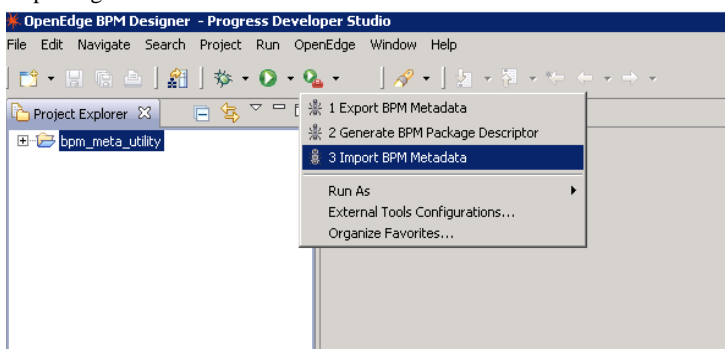 OpenEdge BPM Designer - Progress Developer Studio
File Edit Navigate Search Project Run OpenEdge Window Help
Project Explorer
bpm_meta_utility
1 Export BPM Metadata
2 Generate BPM Package Descriptor
3 Import BPM Metadata
Run As
External Tools Configurations...
Organize Favorites...